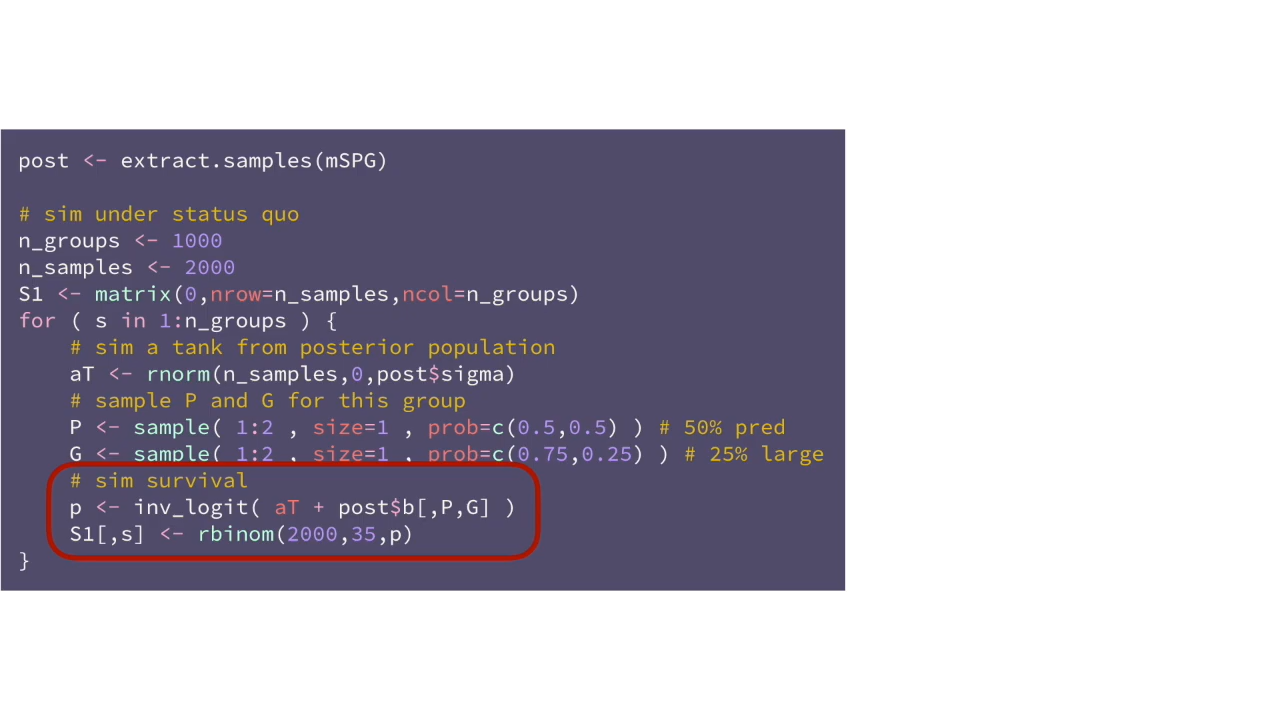 post <- extract.samples(mSPG)
# sim under status quo
n_groups <- 1000
n_samples <- 2000
S1 <- matrix(0,nrow=n_samples,ncol=n_groups)
for ( s in 1:n_groups ) {
    # sim a tank from posterior population
    aT <- rnorm(n_samples,0,post$sigma)
    # sample P and G for this group
    P <- sample( 1:2 , size=1 , prob=c(0.5,0.5) ) # 50% pred
    G <- sample( 1:2 , size=1 , prob=c(0.75,0.25) ) # 25% large
    # sim survival
    p <- inv_logit( aT + post$b[,P,G] )
    S1[,s] <- rbinom(2000,35,p)
}